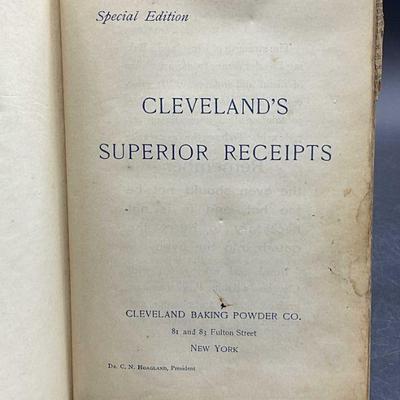 Special Edition
CLEVELAND'S
SUPERIOR RECEIPTS
CLEVELAND BAKING POWDER CO.
81 and 83 Fulton Street
NEW YORK
DR. C. N. HOAGLAND, President